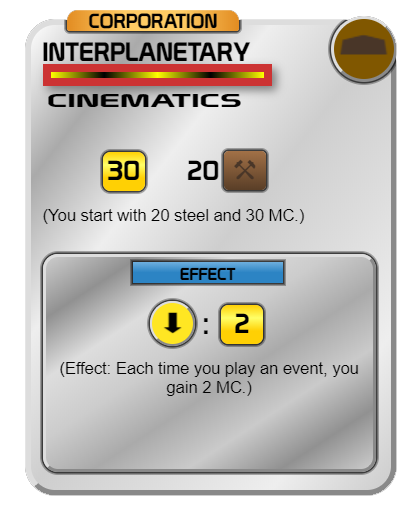 CORPORATION
INTERPLANETARY
CINEMATICS
30 20
(You start with 20 steel and 30 MC.)
EFFECT
: 2
(Effect: Each time you play an event, you
gain 2 MC.)